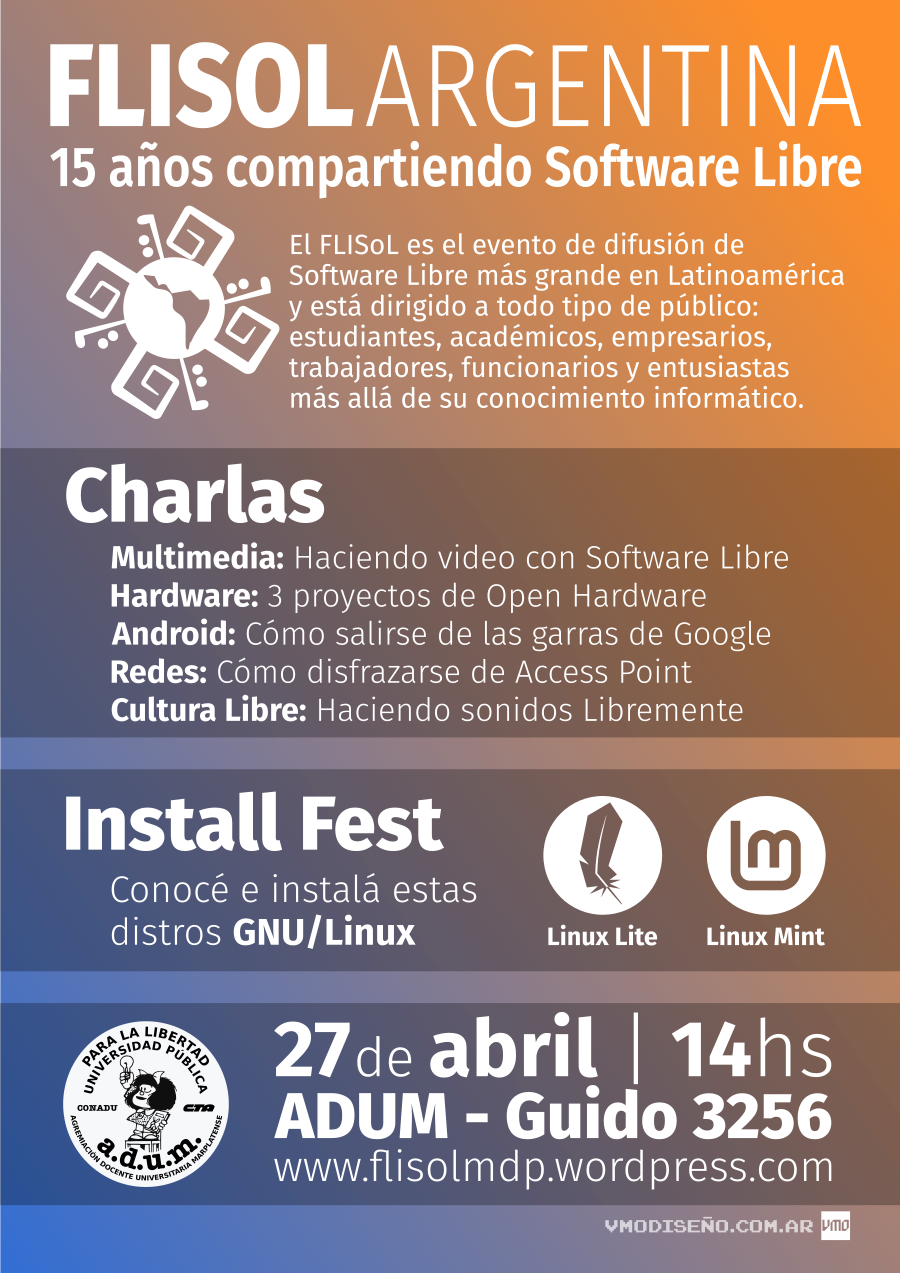 FLISOL ARGENTINA
15 años compartiendo Software Libre
El FLISoL es el evento de difusión de
Software Libre más grande en Latinoamérica
y está dirigido a todo tipo de público:
estudiantes, académicos, empresarios,
trabajadores, funcionarios y entusiastas
más allá de su conocimiento informático.
Charlas
Multimedia: Haciendo video con Software Libre
Hardware: 3 proyectos de Open Hardware
Android: Cómo salirse de las garras de Google
Redes: Cómo disfrazarse de Access Point
Cultura Libre: Haciendo sonidos Libremente
Install Fest
Conocé e instalá estas
distros GNU/Linux
Linux Lite
lm
Linux Mint
PARA LA LIBERTAD
UNIVERSIDAD PÚBLICA
CONADU
CTA
a.d.u.m.
AGREMIACIÓN DOCENTE UNIVERSITARIA MARPLATENSE
27 de abril | 14hs
ADUM - Guido 3256
www.flisolmdp.wordpress.com
VMODISEÑO.COM.AR VMO